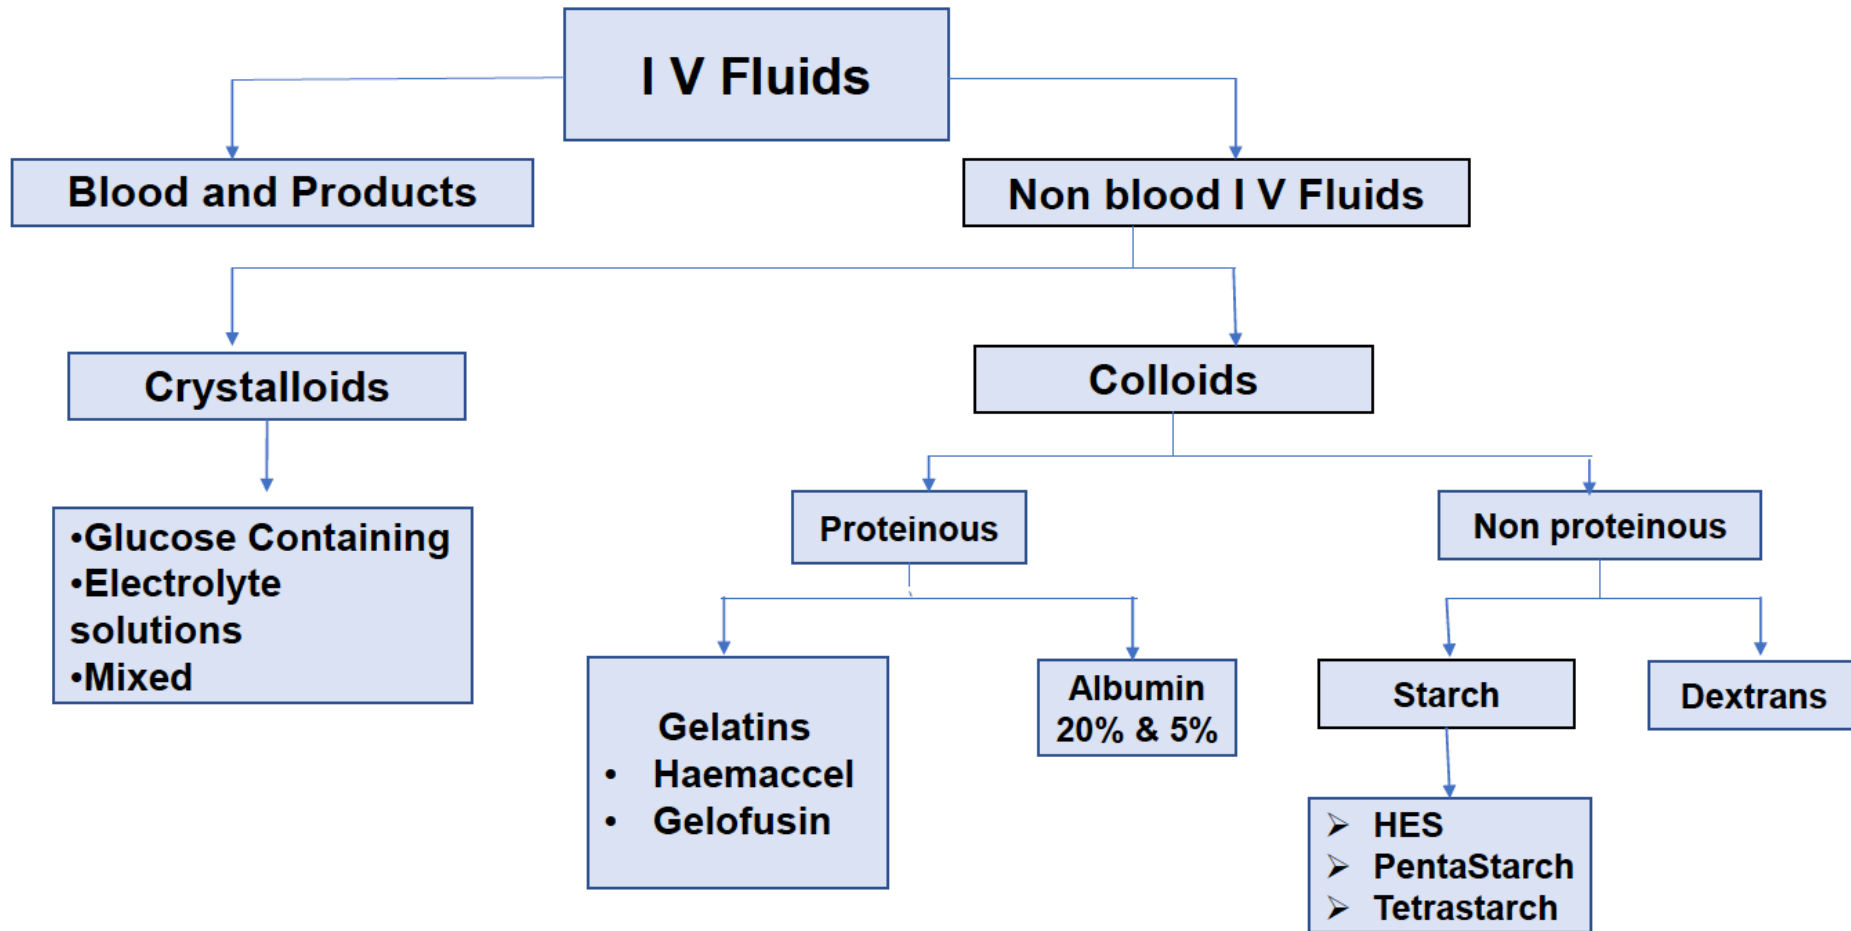 I V Fluids
Blood and Products
Non blood I V Fluids
Crystalloids
Colloids
•Glucose Containing
•Electrolyte
solutions
•Mixed
Proteinous
Non proteinous
Gelatins
• Haemaccel
• Gelofusin
Albumin
20% & 5%
Starch
Dextrans
➢ HES
➢ PentaStarch
➢ Tetrastarch